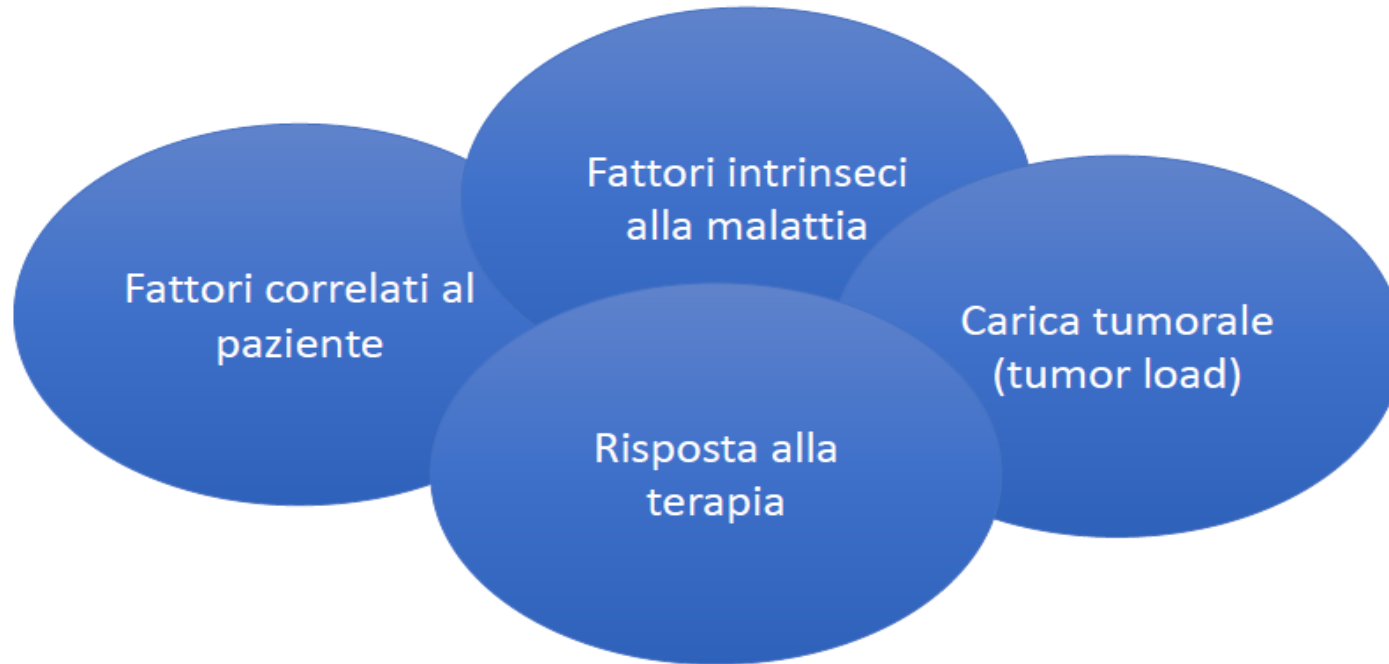 Fattori intrinseci
alla malattia
Fattori correlati al
paziente
Carica tumorale
(tumor load)
Risposta alla
terapia